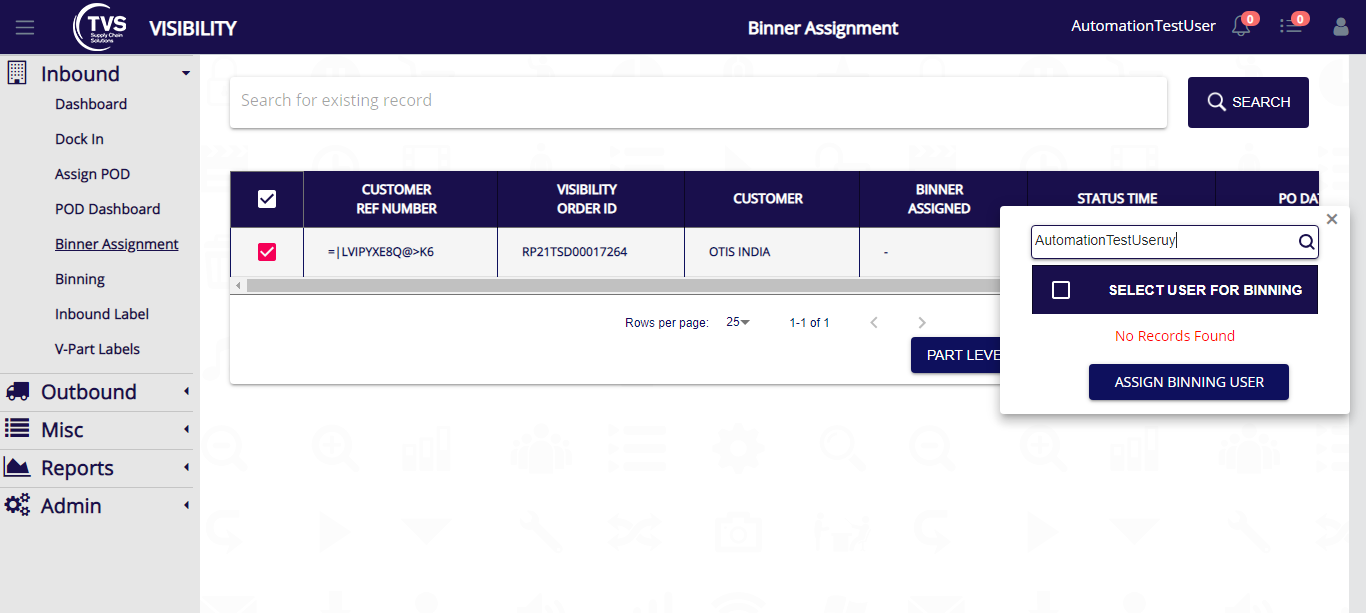 TVS
Supply Chain
Solutions
VISIBILITY
Binner Assignment
AutomationTestUser
0
0
Inbound
Dashboard
Dock In
Assign POD
POD Dashboard
Binner Assignment
Binning
Inbound Label
V-Part Labels
Outbound
Misc
Reports
Admin
Search for existing record
SEARCH
CUSTOMER
REF NUMBER
VISIBILITY
ORDER ID
CUSTOMER
BINNER
ASSIGNED
STATUS TIME
PO DA
=|LVIPYXE8Q@>K6
RP21TSD00017264
OTIS INDIA
-
Rows per page:
25
1-1 of 1
PART LEVE
AutomationTestUseruy
SELECT USER FOR BINNING
No Records Found
ASSIGN BINNING USER